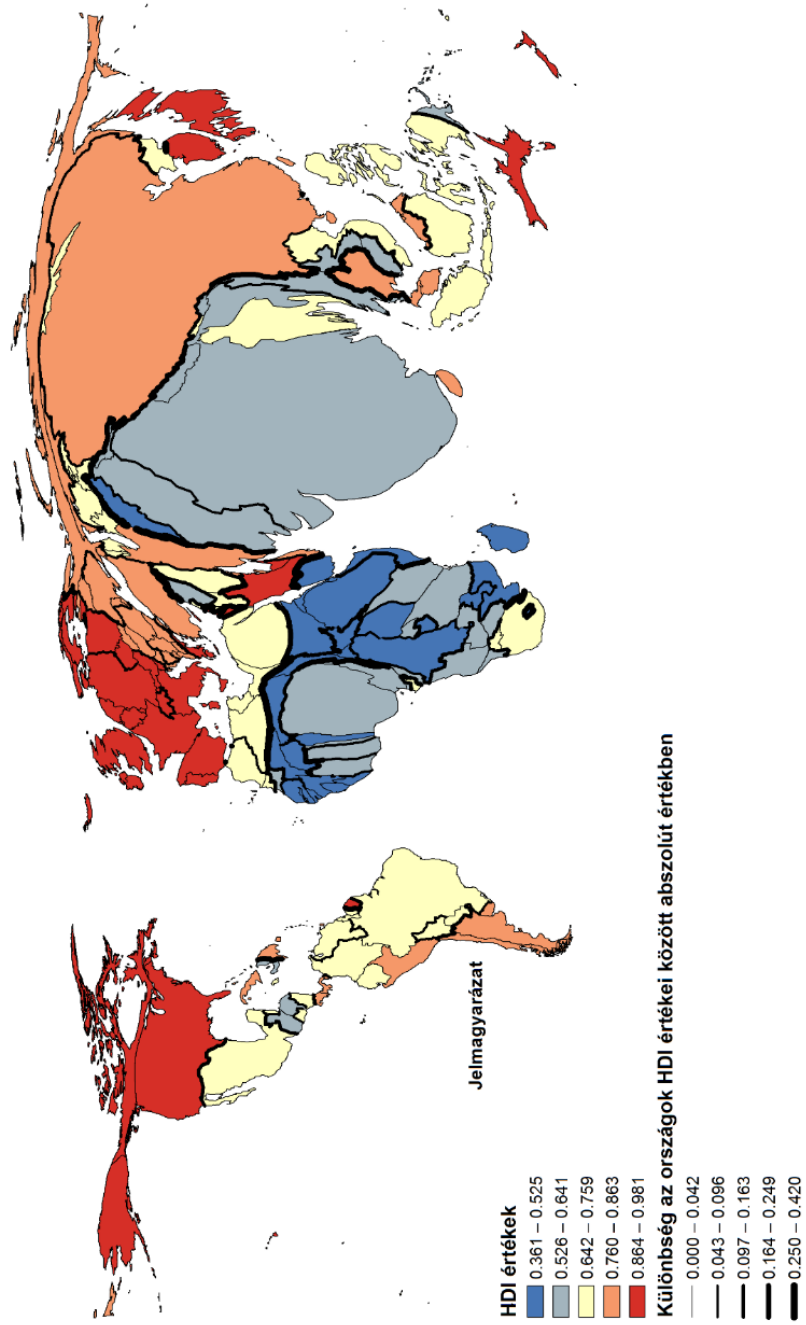 Jelmagyarázat
HDI értékek
0.361 – 0.525
0.526 – 0.641
0.642 – 0.759
0.760 – 0.863
0.864 – 0.981
Különbség az országok HDI értékei között abszolút értékben
0.000 – 0.042
0.043 – 0.096
0.097 – 0.163
0.164 – 0.249
0.250 – 0.420